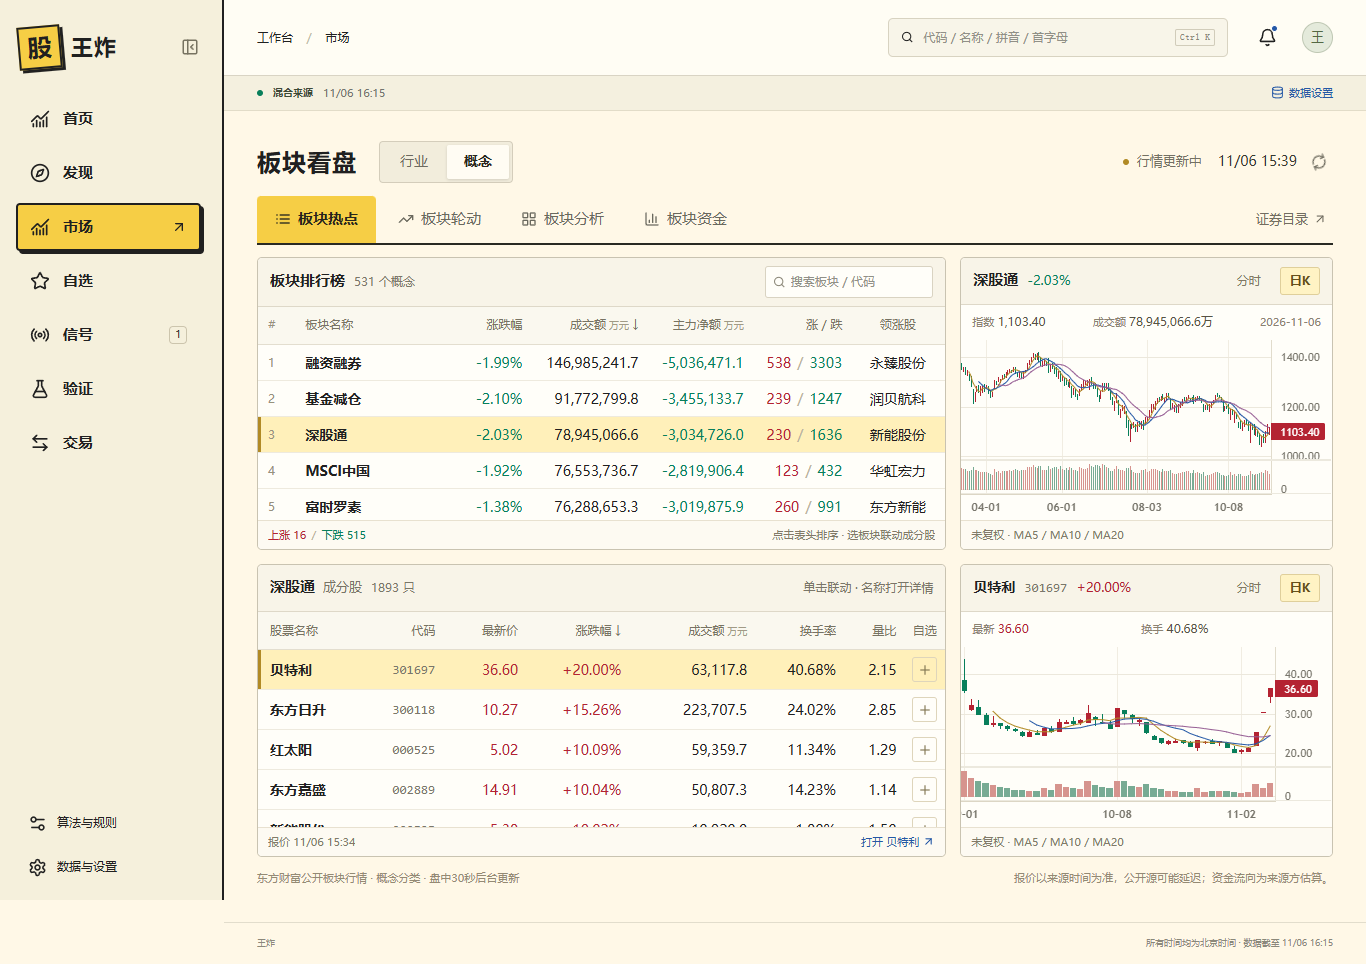 股 王炸
首页
发现
市场
自选
信号 1
验证
交易
算法与规则
数据与设置
工作台 / 市场
代码 / 名称 / 拼音 / 首字母 Ctrl K
王
混合来源 11/06 16:15
数据设置
板块看盘 行业 概念
行情更新中 11/06 15:39
板块热点 板块轮动 板块分析 板块资金
证券目录
板块排行榜 531 个概念
搜索板块 / 代码
# 板块名称 涨跌幅 成交额 万元 ↓ 主力净额 万元 涨 / 跌 领涨股
1 融资融券 -1.99% 146,985,241.7 -5,036,471.1 538 / 3303 永臻股份
2 基金减仓 -2.10% 91,772,799.8 -3,455,133.7 239 / 1247 润贝航科
3 深股通 -2.03% 78,945,066.6 -3,034,726.0 230 / 1636 新能股份
4 MSCI中国 -1.92% 76,553,736.7 -2,819,906.4 123 / 432 华虹宏力
5 富时罗素 -1.38% 76,288,653.3 -3,019,875.9 260 / 991 东方新能
上涨 16 / 下跌 515
点击表头排序 · 选板块联动成分股
深股通 -2.03% 分时 日K
指数 1,103.40 成交额 78,945,066.6万 2026-11-06
1400.00
1200.00
1103.40
1000.00
0
04-01 06-01 08-03 10-08
未复权 · MA5 / MA10 / MA20
深股通 成分股 1893 只
单击联动 · 名称打开详情
股票名称 代码 最新价 涨跌幅 ↓ 成交额 万元 换手率 量比 自选
贝特利 301697 36.60 +20.00% 63,117.8 40.68% 2.15
东方日升 300118 10.27 +15.26% 223,707.5 24.02% 2.85
红太阳 000525 5.02 +10.09% 59,359.7 11.34% 1.29
东方嘉盛 002889 14.91 +10.04% 50,807.3 14.23% 1.14
报价 11/06 15:34
打开 贝特利
贝特利 301697 +20.00% 分时 日K
最新 36.60 换手 40.68%
40.00
36.60
30.00
20.00
0
-01 10-08 11-02
未复权 · MA5 / MA10 / MA20
东方财富公开板块行情 · 概念分类 · 盘中30秒后台更新
报价以来源时间为准，公开源可能延迟；资金流向为来源方估算。
王炸
所有时间均为北京时间 · 数据截至 11/06 16:15